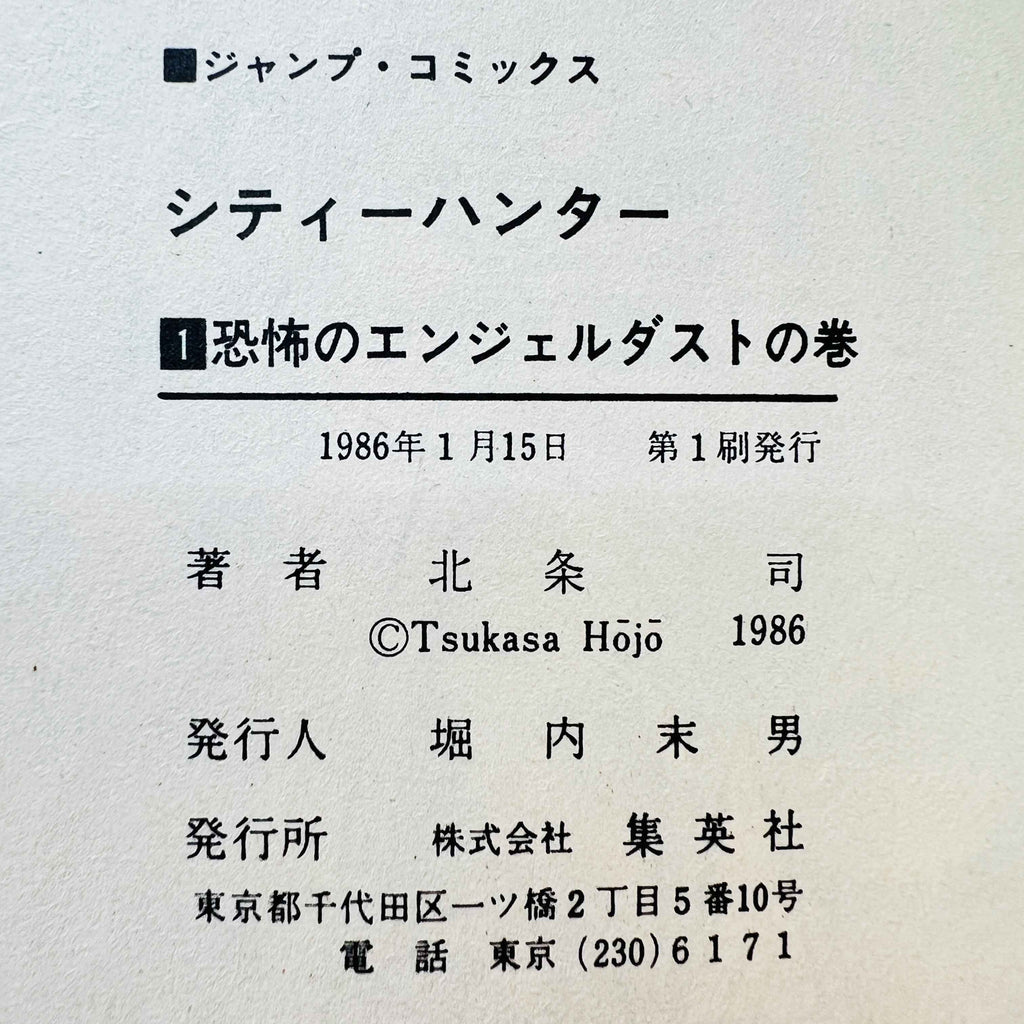 ■ジャンプ・コミックス
シティーハンター
1恐怖のエンジェルダストの巻
1986年1月15日　第1刷発行
著者　北条　司
©Tsukasa Hōjō　1986
発行人　堀内末男
発行所　株式会社　集英社
東京都千代田区一ツ橋2丁目5番10号
電話　東京(230)6171